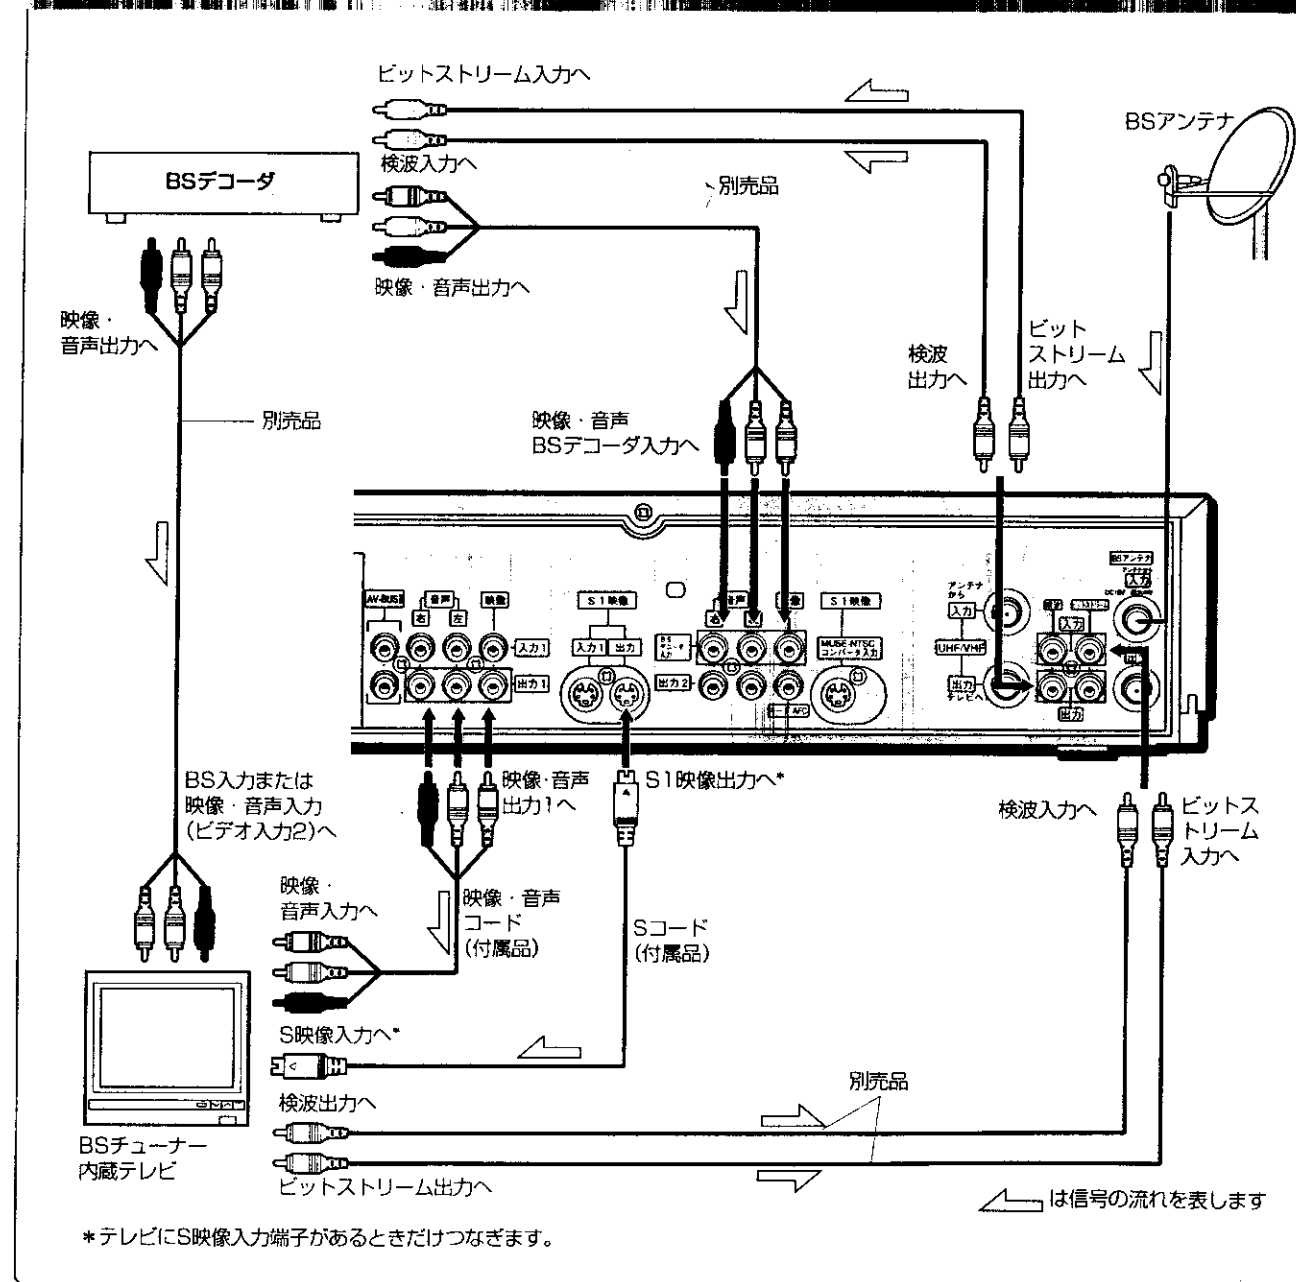 ビットストリーム入力へ
BSアンテナ
検波入力へ
BSデコーダ
別売品
映像・音声出力へ
映像・
音声出力へ
検波
出力へ
ビット
ストリーム
出力へ
別売品
映像・音声
BSデコーダ入力へ
BSアンテナ
入力
アンテナ
から
入力
AV-BUSⅡ
音声
映像
右
左
S1映像
音声
右
S1映像
入力
入力1
入力1
出力
MUSE-NTSC
コンバータ入力
UHF/VHF
出力1
出力2
出力
テレビへ
出力
BS入力または
映像・音声入力
(ビデオ入力2)へ
映像・音声
出力1へ
S1映像出力へ*
検波入力へ
ビットス
トリーム
入力へ
映像・
音声入力へ
映像・音声
コード
(付属品)
Sコード
(付属品)
S映像入力へ*
別売品
検波出力へ
BSチューナー
内蔵テレビ
ビットストリーム出力へ
は信号の流れを表します
*テレビにS映像入力端子があるときだけつなぎます。